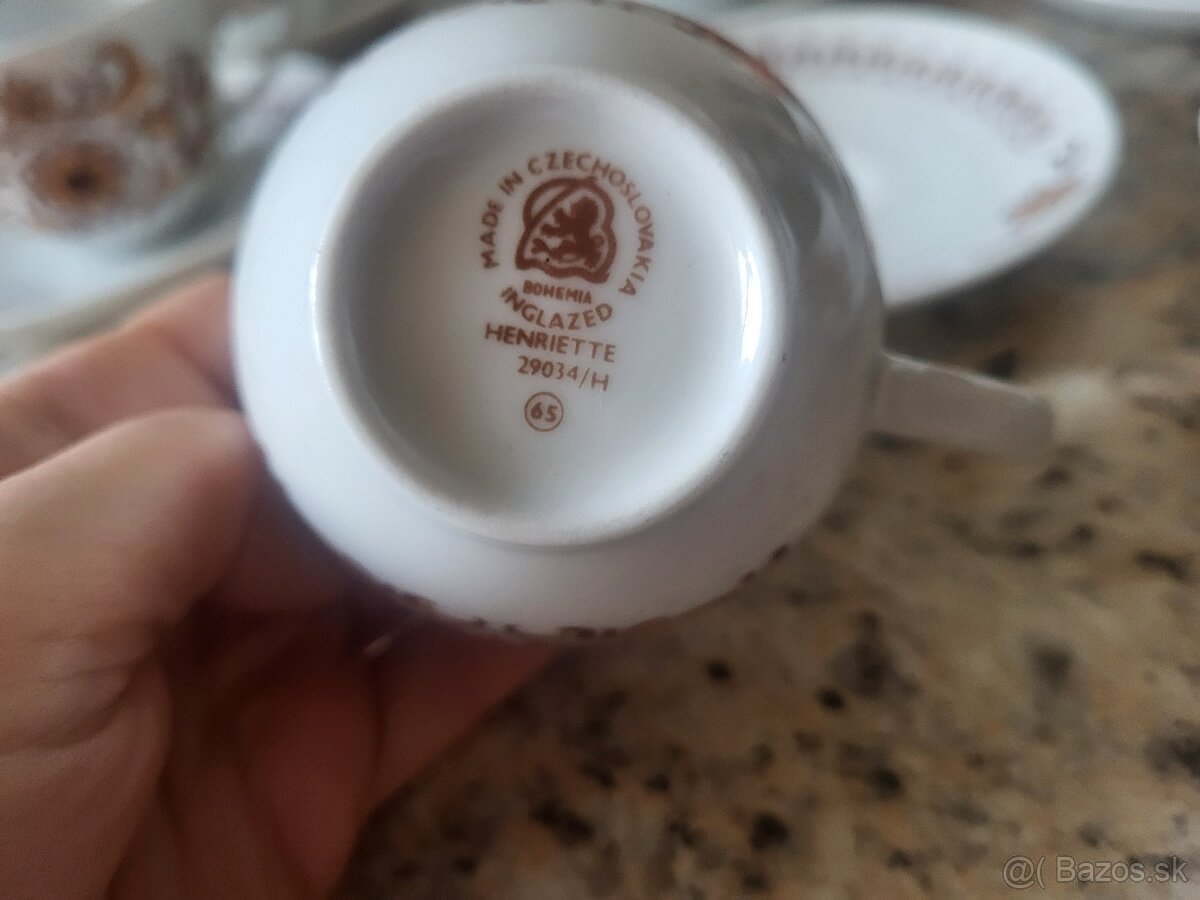 MADE IN CZECHOSLOVAKIA
BOHEMIA
INGLAZED
HENRIETTE
29034/H
65
@( Bazos.sk